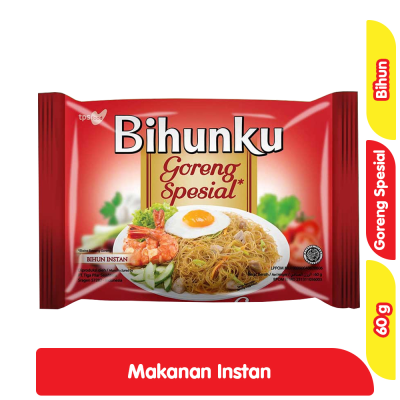 Bihunku
Goreng
Spesial*
BIHUN INSTAN
Bihun
Goreng Spesial
60 g
Makanan Instan